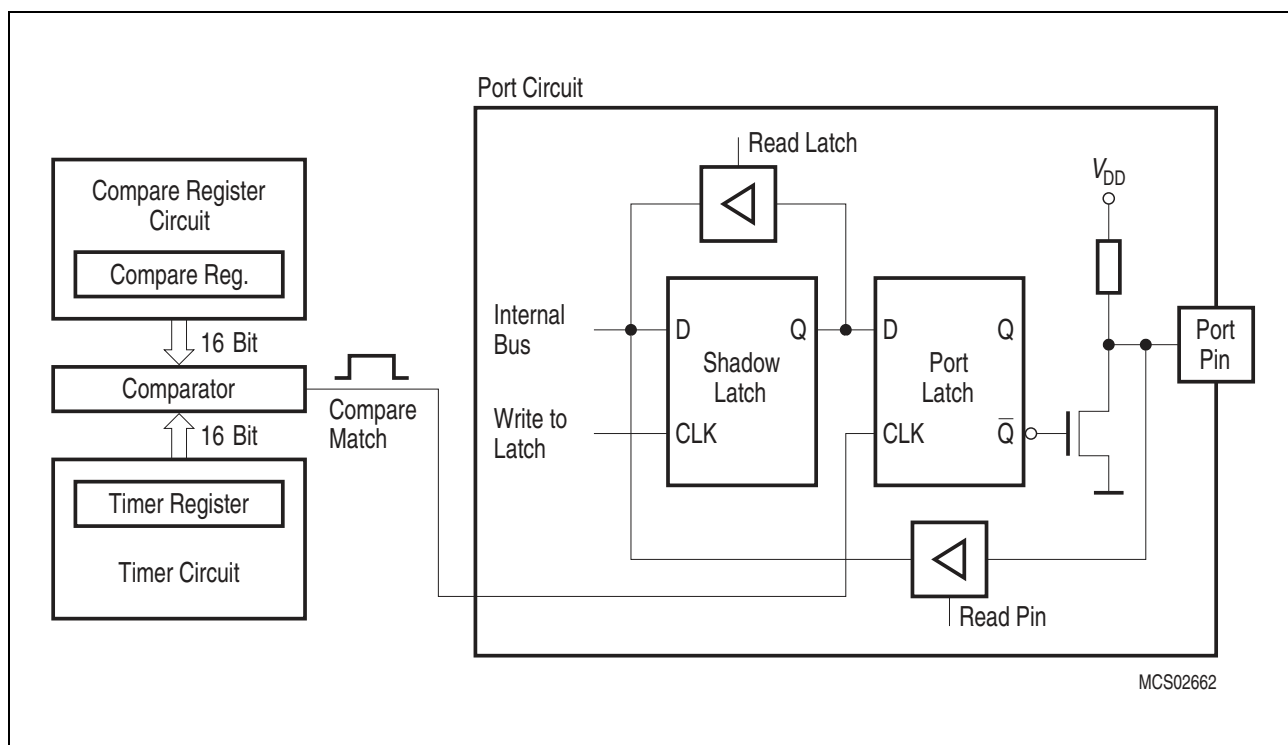 Port Circuit
Read Latch
V_DD
Compare Register
Circuit
Compare Reg.
16 Bit
Comparator
16 Bit
Timer Register
Timer Circuit
Compare
Match
Internal
Bus
Write to
Latch
D
Q
Shadow
Latch
CLK
D
Q
Port
Latch
CLK
Q̅
Port
Pin
Read Pin
MCS02662